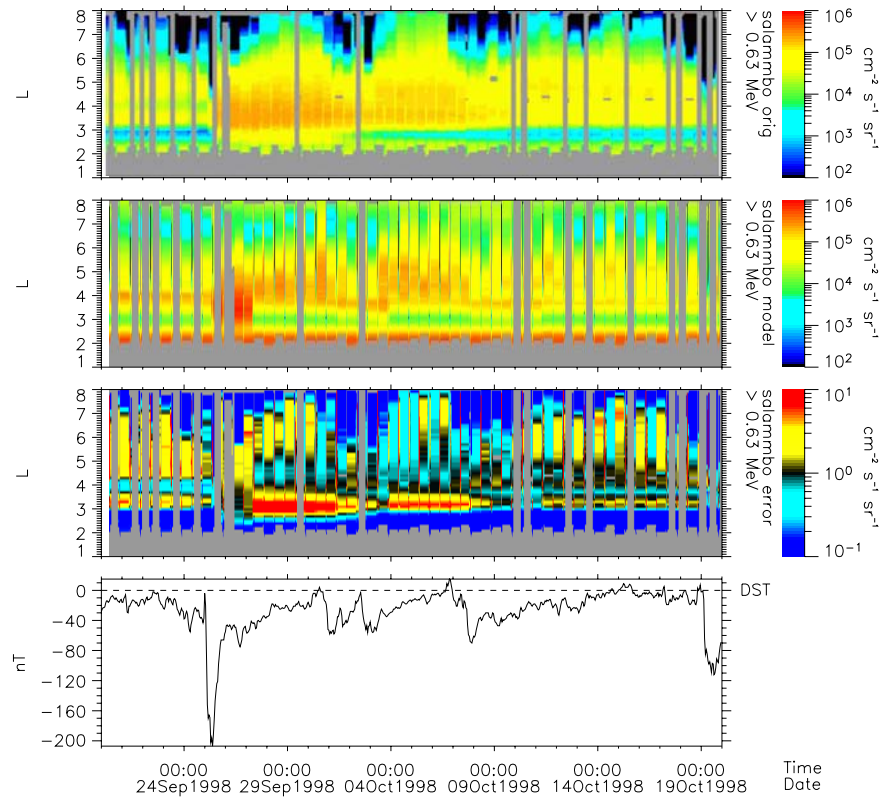 8
7
6
5
4
3
2
1
L
salammbo orig
> 0.63 MeV
10⁶
10⁵
10⁴
10³
10²
cm⁻² s⁻¹ sr⁻¹
8
7
6
5
4
3
2
1
L
salammbo model
> 0.63 MeV
10⁶
10⁵
10⁴
10³
10²
cm⁻² s⁻¹ sr⁻¹
8
7
6
5
4
3
2
1
L
salammbo error
> 0.63 MeV
10¹
10⁰
10⁻¹
cm⁻² s⁻¹ sr⁻¹
0
−40
−80
−120
−160
−200
nT
DST
00:00 00:00 00:00 00:00 00:00 00:00 Time
24Sep1998 29Sep1998 04Oct1998 09Oct1998 14Oct1998 19Oct1998 Date